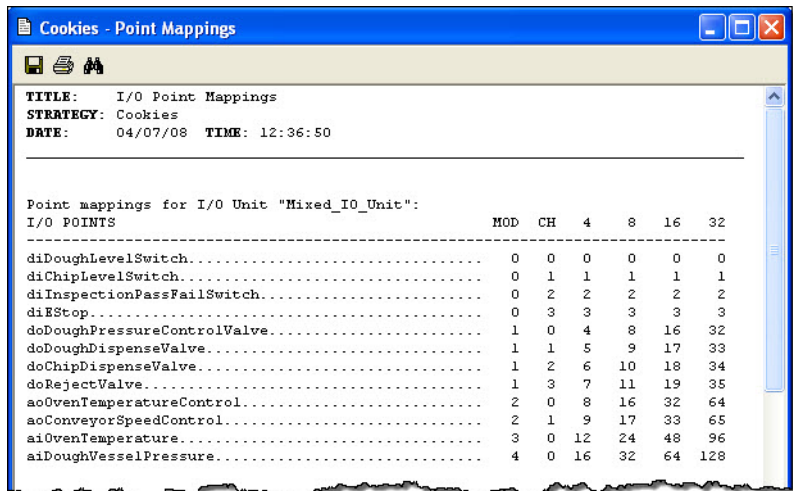 Cookies - Point Mappings
TITLE: I/O Point Mappings
STRATEGY: Cookies
DATE: 04/07/08 TIME: 12:36:50
Point mappings for I/O Unit "Mixed_IO_Unit":
I/O POINTS MOD CH 4 8 16 32
diDoughLevelSwitch.................................. 0 0 0 0 0 0
diChipLevelSwitch................................... 0 1 1 1 1 1
diInspectionPassFailSwitch.......................... 0 2 2 2 2 2
diEStop............................................. 0 3 3 3 3 3
doDoughPressureControlValve......................... 1 0 4 8 16 32
doDoughDispenseValve................................ 1 1 5 9 17 33
doChipDispenseValve................................. 1 2 6 10 18 34
doRejectValve....................................... 1 3 7 11 19 35
aoOvenTemperatureControl............................ 2 0 8 16 32 64
aoConveyorSpeedControl.............................. 2 1 9 17 33 65
aiOvenTemperature................................... 3 0 12 24 48 96
aiDoughVesselPressure............................... 4 0 16 32 64 128